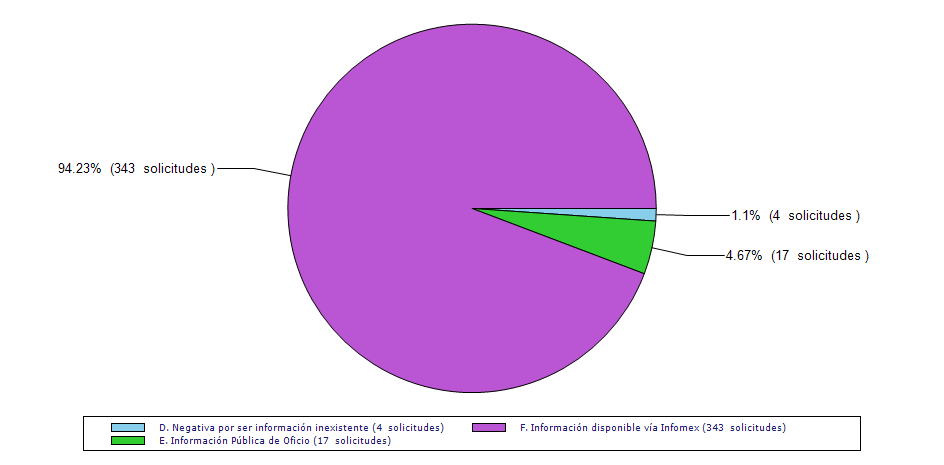 94.23% (343 solicitudes )
1.1% (4 solicitudes )
4.67% (17 solicitudes )
D. Negativa por ser información inexistente (4 solicitudes)
F. Información disponible vía Infomex (343 solicitudes)
E. Información Pública de Oficio (17 solicitudes)